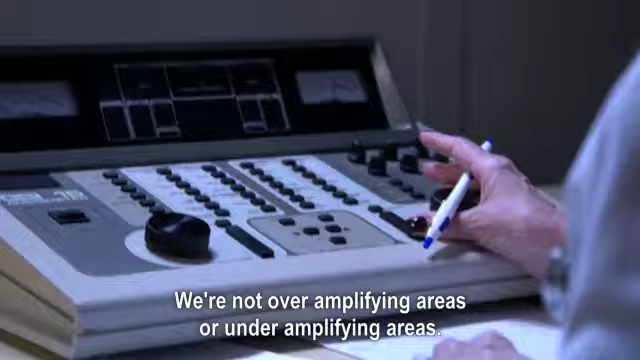 We're not over amplifying areas
or under amplifying areas.